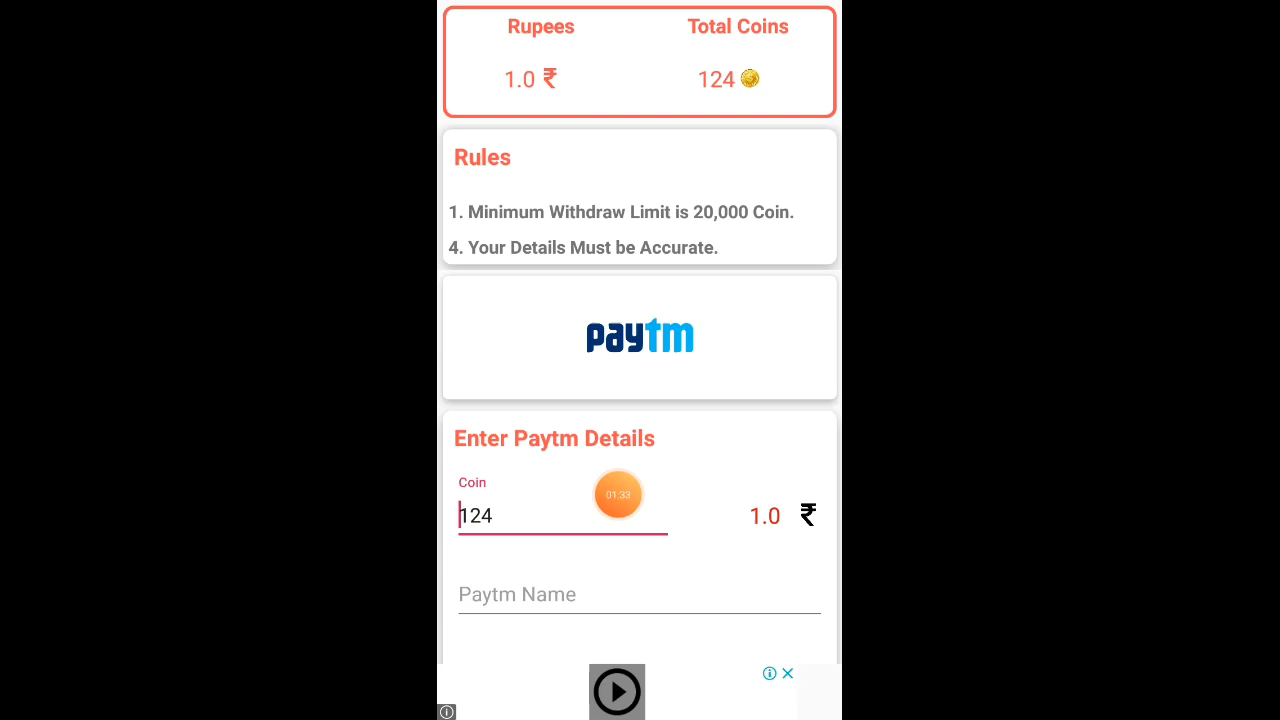 Rupees Total Coins
1.0 ₹ 124
Rules
1. Minimum Withdraw Limit is 20,000 Coin.
4. Your Details Must be Accurate.
paytm
Enter Paytm Details
Coin
01:33
124 1.0 ₹
Paytm Name